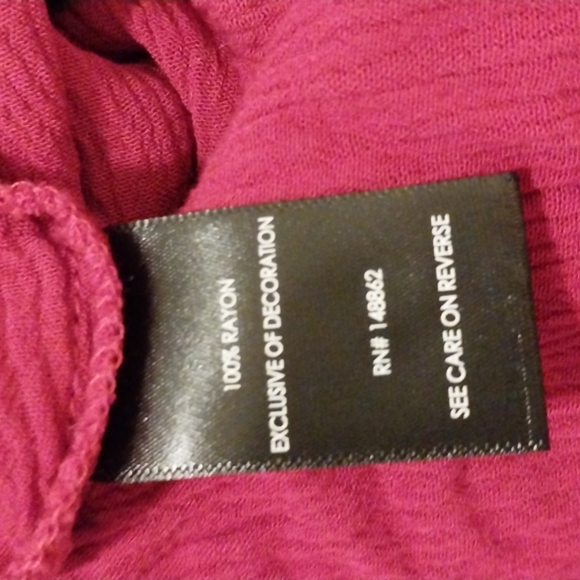 100% RAYON
EXCLUSIVE OF DECORATION
RN# 148862
SEE CARE ON REVERSE